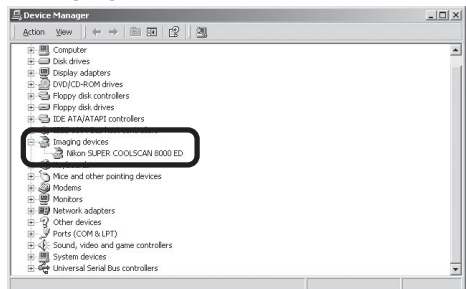 Device Manager
Action View
Computer
Disk drives
Display adapters
DVD/CD-ROM drives
Floppy disk controllers
Floppy disk drives
IDE ATA/ATAPI controllers
Imaging devices
Nikon SUPER COOLSCAN 8000 ED
Mice and other pointing devices
Modems
Monitors
Network adapters
Other devices
Ports (COM & LPT)
Sound, video and game controllers
System devices
Universal Serial Bus controllers